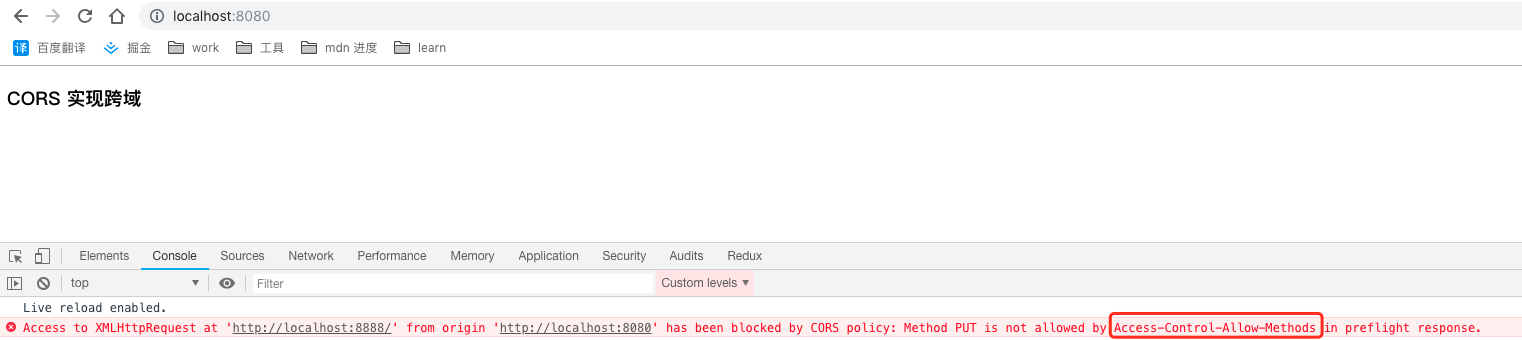 localhost:8080
译 百度翻译 掘金 work 工具 mdn 进度 learn
CORS 实现跨域
Elements Console Sources Network Performance Memory Application Security Audits Redux
top ▼ Filter Custom levels ▼
Live reload enabled.
Access to XMLHttpRequest at 'http://localhost:8888/' from origin 'http://localhost:8080' has been blocked by CORS policy: Method PUT is not allowed by Access-Control-Allow-Methods in preflight response.